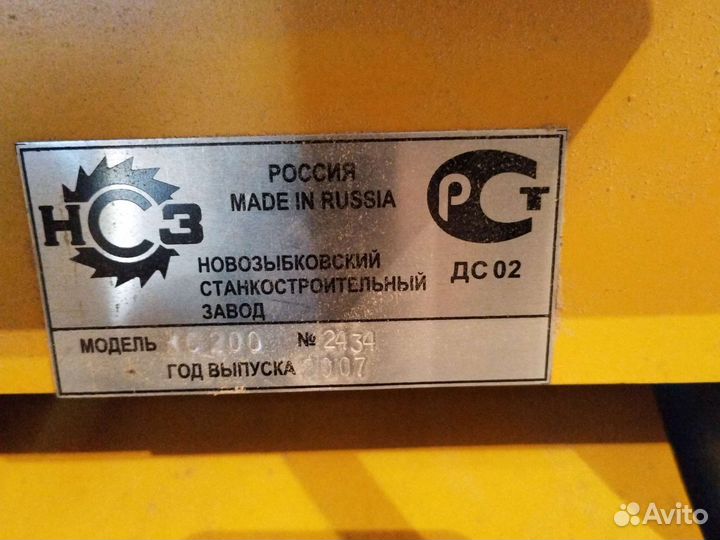 НСЗ
РОССИЯ
MADE IN RUSSIA
РСТ
ДС 02
НОВОЗЫБКОВСКИЙ
СТАНКОСТРОИТЕЛЬНЫЙ
ЗАВОД
МОДЕЛЬ № 2434
ГОД ВЫПУСКА 2007
Avito